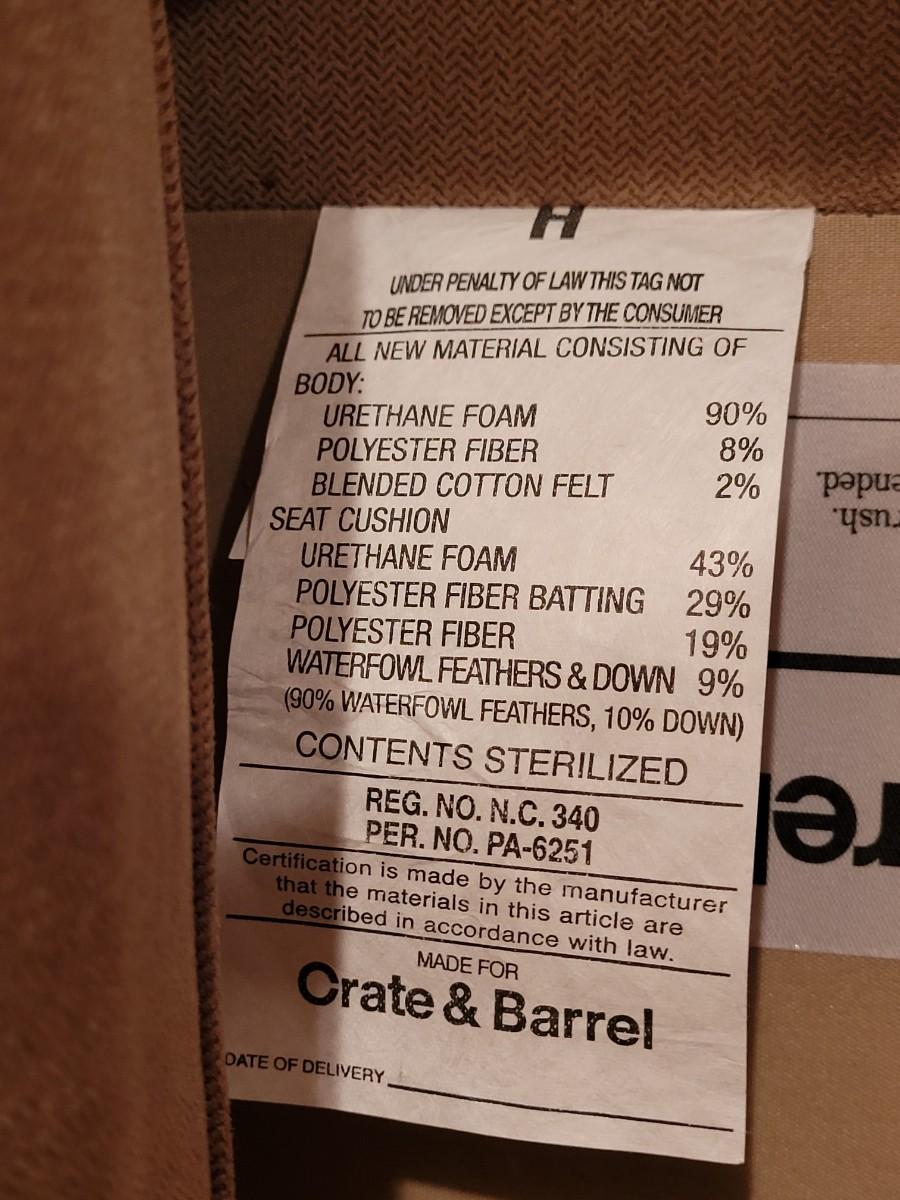 H
UNDER PENALTY OF LAW THIS TAG NOT
TO BE REMOVED EXCEPT BY THE CONSUMER
ALL NEW MATERIAL CONSISTING OF
BODY:
URETHANE FOAM 90%
POLYESTER FIBER 8%
BLENDED COTTON FELT 2%
SEAT CUSHION
URETHANE FOAM 43%
POLYESTER FIBER BATTING 29%
POLYESTER FIBER 19%
WATERFOWL FEATHERS & DOWN 9%
(90% WATERFOWL FEATHERS, 10% DOWN)
CONTENTS STERILIZED
REG. NO. N.C. 340
PER. NO. PA-6251
Certification is made by the manufacturer
that the materials in this article are
described in accordance with law.
MADE FOR
Crate & Barrel
DATE OF DELIVERY